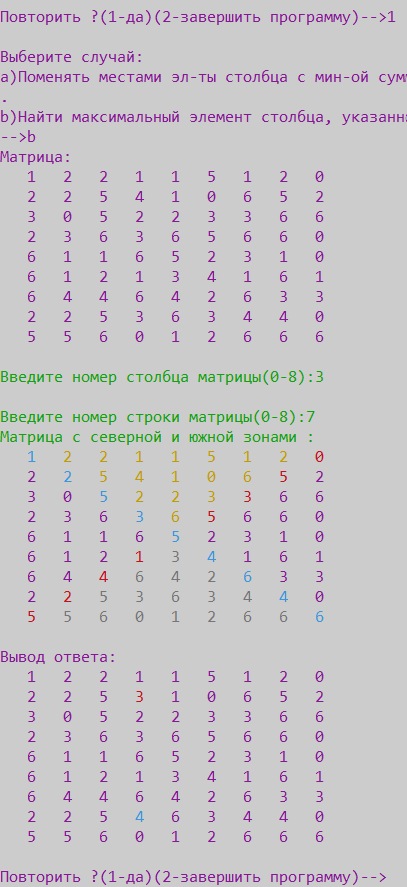 Повторить ?(1-да)(2-завершить программу)-->1
Выберите случай:
a)Поменять местами эл-ты столбца с мин-ой
.
b)Найти максимальный элемент столбца,
-->b
Матрица:
1 2 2 1 1 5 1 2 0
2 2 5 4 1 0 6 5 2
3 0 5 2 2 3 3 6 6
2 3 6 3 6 5 6 6 0
6 1 1 6 5 2 3 1 0
6 1 2 1 3 4 1 6 1
6 4 4 6 4 2 6 3 3
2 2 5 3 6 3 4 4 0
5 5 6 0 1 2 6 6 6
Введите номер столбца матрицы(0-8):3
Введите номер строки матрицы(0-8):7
Матрица с северной и южной зонами :
1 2 2 1 1 5 1 2 0
2 2 5 4 1 0 6 5 2
3 0 5 2 2 3 3 6 6
2 3 6 3 6 5 6 6 0
6 1 1 6 5 2 3 1 0
6 1 2 1 3 4 1 6 1
6 4 4 6 4 2 6 3 3
2 2 5 3 6 3 4 4 0
5 5 6 0 1 2 6 6 6
Вывод ответа:
1 2 2 1 1 5 1 2 0
2 2 5 3 1 0 6 5 2
3 0 5 2 2 3 3 6 6
2 3 6 3 6 5 6 6 0
6 1 1 6 5 2 3 1 0
6 1 2 1 3 4 1 6 1
6 4 4 6 4 2 6 3 3
2 2 5 4 6 3 4 4 0
5 5 6 0 1 2 6 6 6
Повторить ?(1-да)(2-завершить программу)-->